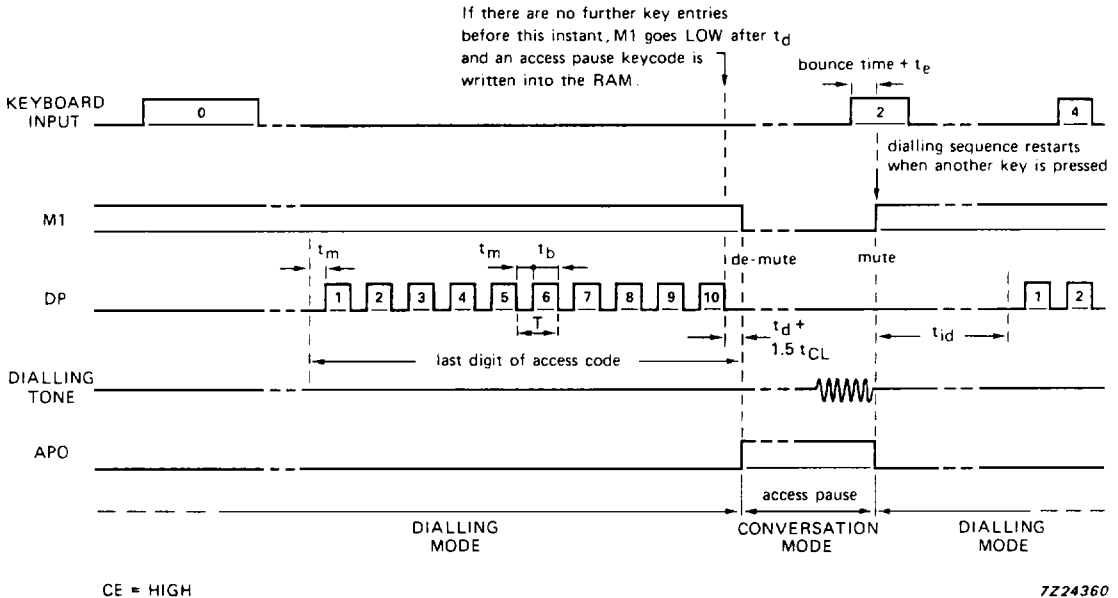 If there are no further key entries
before this instant, M1 goes LOW after td
and an access pause keycode is
written into the RAM.
bounce time + te
KEYBOARD
INPUT
0
2
4
dialling sequence restarts
when another key is pressed
M1
tm
tm
tb
de-mute
mute
DP
1
2
3
4
5
6
7
8
9
10
1
2
T
td +
1.5 tCL
tid
last digit of access code
DIALLING
TONE
APO
access pause
DIALLING
MODE
CONVERSATION
MODE
DIALLING
MODE
CE = HIGH
7Z24360